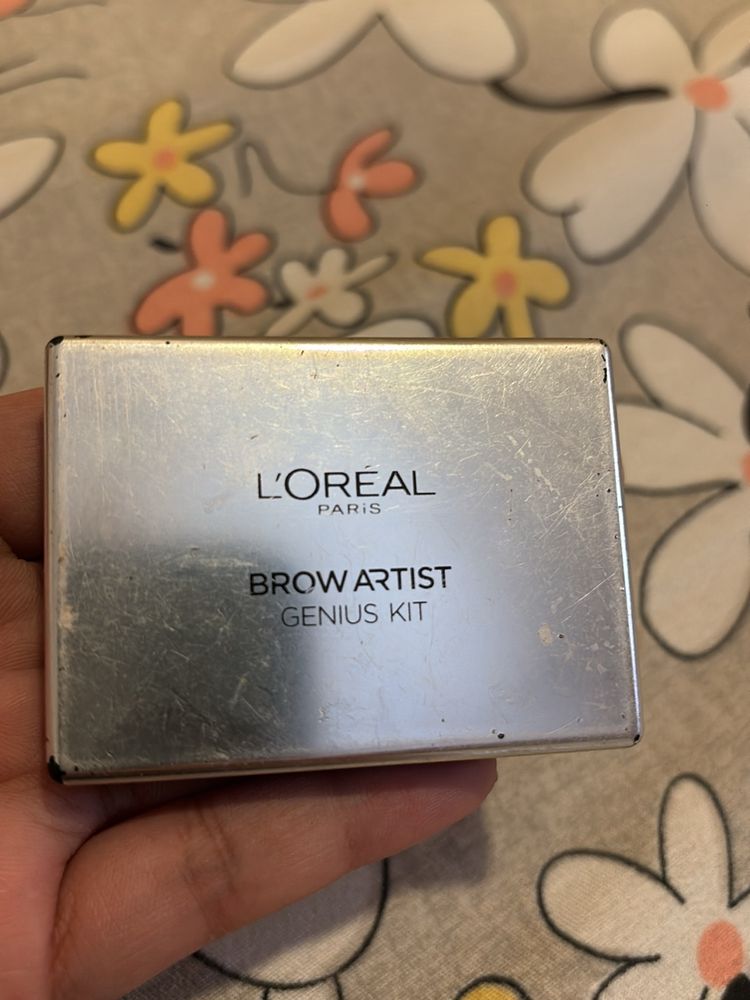 L'ORÉAL
PARiS
BROW ARTIST
GENIUS KIT